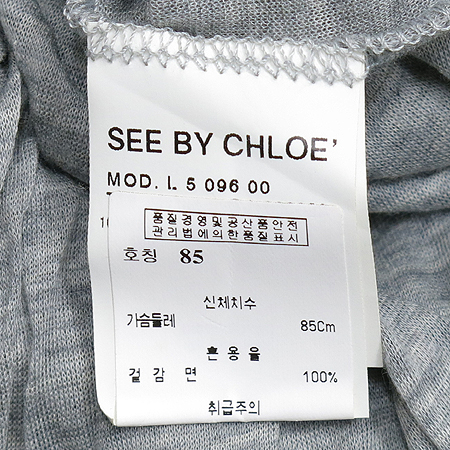 SEE BY CHLOE'
MOD. L 5 096 00
품질경영및공산품안전
관리법에의한품질표시
호칭 85
신체치수
가슴둘레 85Cm
혼용율
겉감 면 100%
취급주의